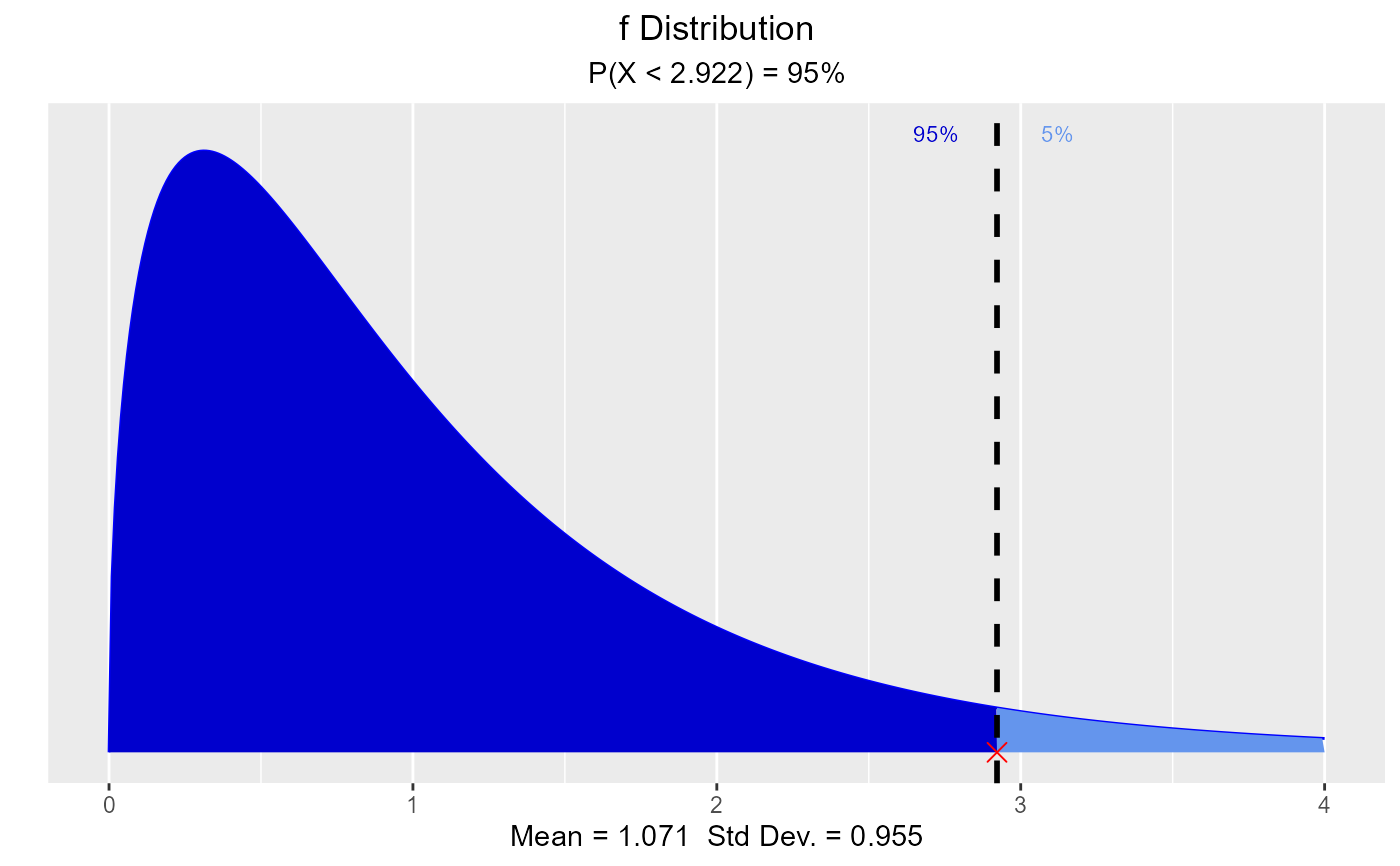 f Distribution
P(X < 2.922) = 95%
95% 5%
0 1 2 3 4
Mean = 1.071  Std Dev. = 0.955